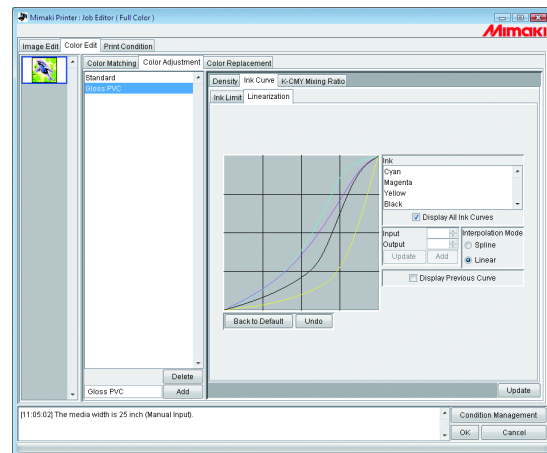 Mimaki Printer : Job Editor ( Full Color )
Mimaki
Image Edit Color Edit Print Condition
Color Matching Color Adjustment Color Replacement
Standard
Gloss PVC
Density Ink Curve K-CMY Mixing Ratio
Ink Limit Linearization
Ink
Cyan
Magenta
Yellow
Black
Display All Ink Curves
Input
Output
Update Add
Interpolation Mode
Spline
Linear
Display Previous Curve
Back to Default Undo
Delete
Gloss PVC Add
Update
[11:05:02] The media width is 25 inch (Manual Input).
Condition Management
OK Cancel